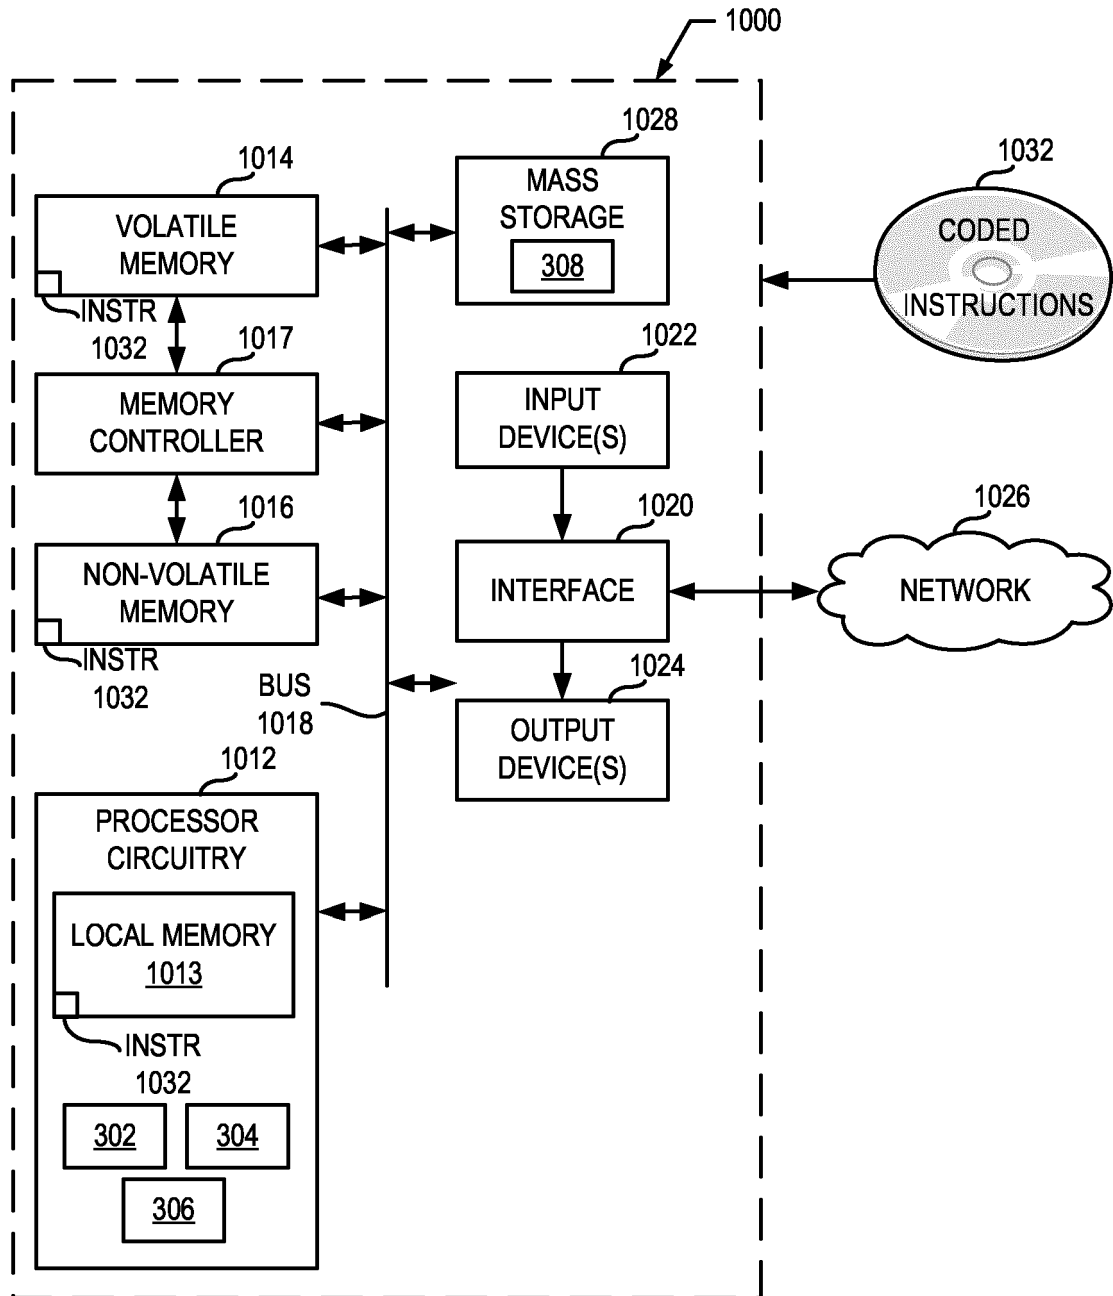 1000
1014
VOLATILE
MEMORY
INSTR
1032
1017
MEMORY
CONTROLLER
1016
NON-VOLATILE
MEMORY
INSTR
1032
BUS
1018
1012
PROCESSOR
CIRCUITRY
LOCAL MEMORY
1013
INSTR
1032
302
304
306
1028
MASS
STORAGE
308
1022
INPUT
DEVICE(S)
1020
INTERFACE
1024
OUTPUT
DEVICE(S)
1032
CODED
INSTRUCTIONS
1026
NETWORK